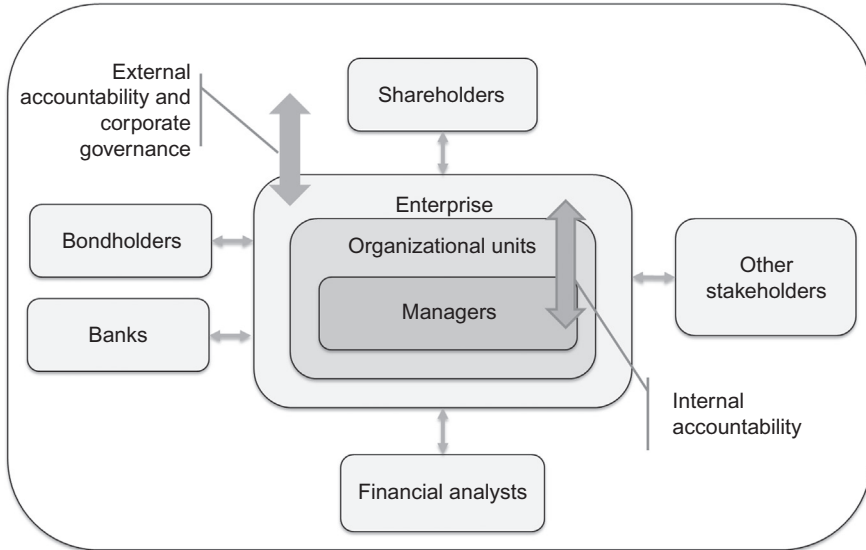 External
accountability and
corporate
governance
Shareholders
Enterprise
Bondholders
Organizational units
Other
stakeholders
Managers
Banks
Internal
accountability
Financial analysts